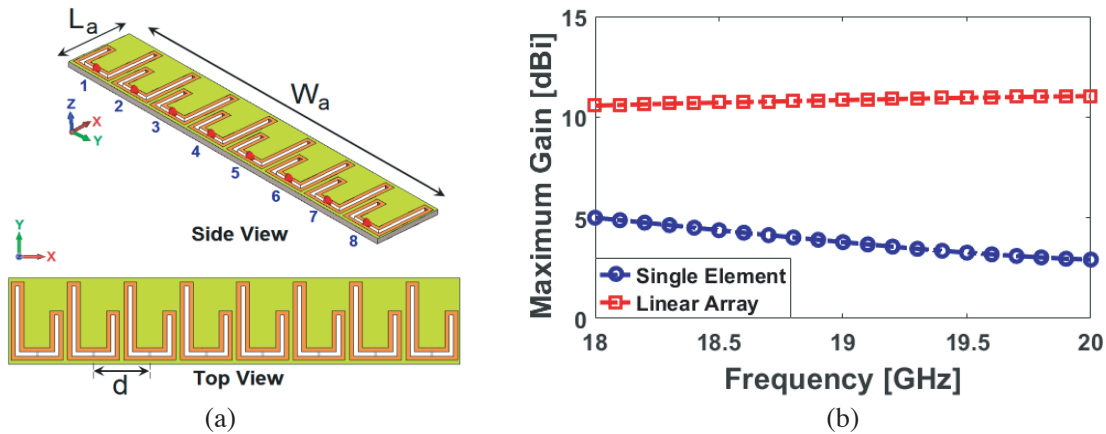 La
Wa
1
2
3
4
5
6
7
8
Z
X
Y
Side View
Y
X
d
Top View
(a)
Maximum Gain [dBi]
15
10
5
0
Single Element
Linear Array
18 18.5 19 19.5 20
Frequency [GHz]
(b)